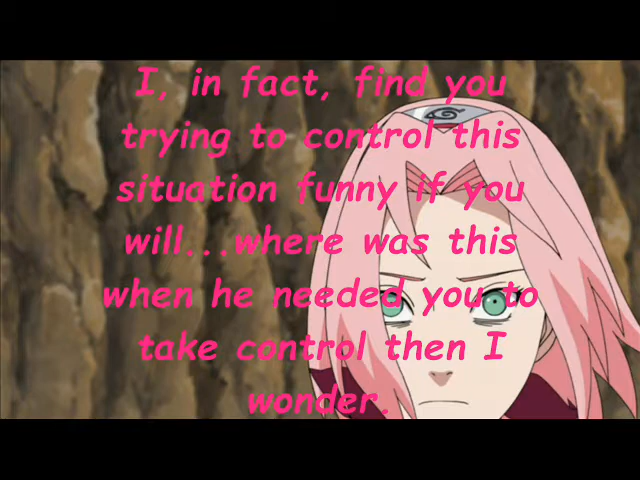 I, in fact, find you
trying to control this
situation funny if you
will...where was this
when he needed you to
take control then I
wonder.